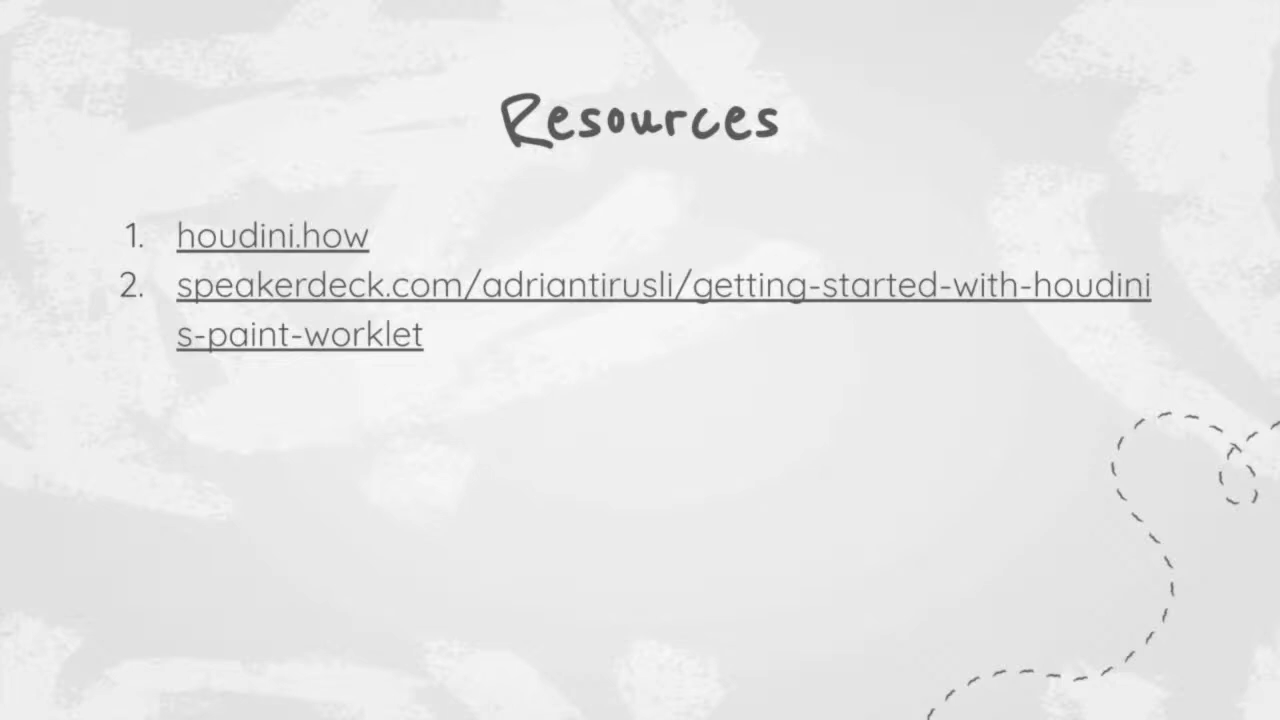 Resources
1. houdini.how
2. speakerdeck.com/adriantirusli/getting-started-with-houdini
s-paint-worklet